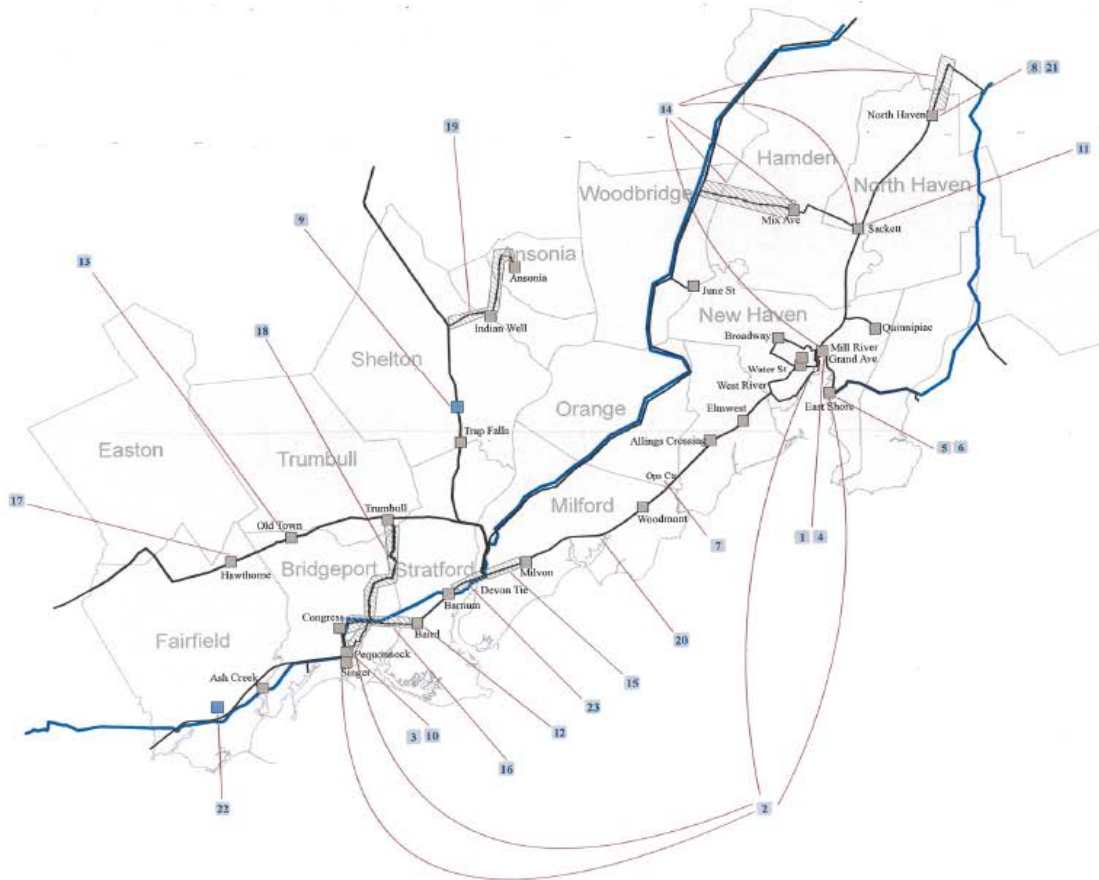 8 21
14
North Haven
19
Hamden
11
Woodbridge
North Haven
Mix Ave
Sackett
9
Ansonia
13
Ansonia
June St
Indian Well
New Haven
18
Broadway
Quinnipiac
Shelton
Mill River
Grand Ave
Water St
West River
East Shore
Orange
Elmwest
Trap Falls
Allings Crossing
5 6
Easton
Trumbull
Ops Ctr
17
Milford
Trumbull
Woodmont
Old Town
7
1 4
Hawthorne
Bridgeport
Stratford
Milvon
Devon Tie
Barnum
Congress
Baird
20
Fairfield
Pequonnock
Singer
15
Ash Creek
23
12
3 10
16
22
2